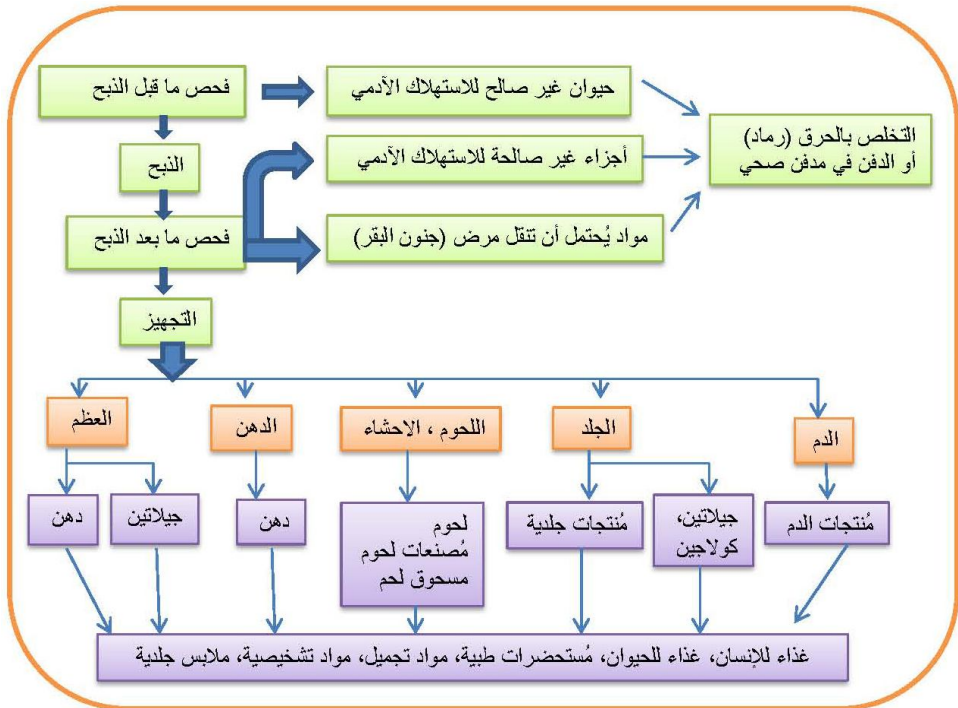 فحص ما قبل الذبح
حيوان غير صالح للاستهلاك الآدمي
التخلص بالحرق (رماد)
أو الدفن في مدفن صحي
الذبح
أجزاء غير صالحة للاستهلاك الآدمي
فحص ما بعد الذبح
مواد يُحتمل أن تنقل مرض (جنون البقر)
التجهيز
الدم
الجلد
اللحوم ، الاحشاء
الدهن
العظم
مُنتجات الدم
جيلاتين،
كولاجين
مُنتجات جلدية
لحوم
مُصنعات لحوم
مسحوق لحم
دهن
جيلاتين
دهن
غذاء للإنسان، غذاء للحيوان، مُستحضرات طبية، مواد تجميل، مواد تشخيصية، ملابس جلدية